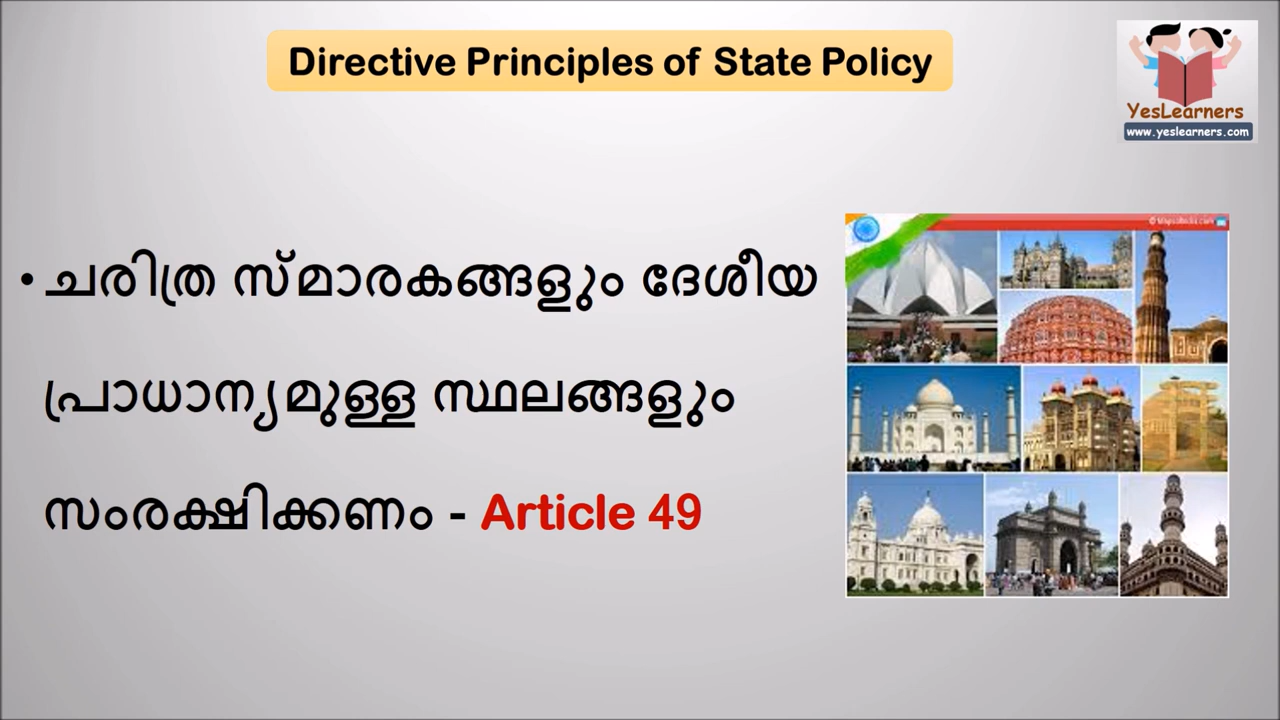 Directive Principles of State Policy
YesLearners
www.yeslearners.com
• ചരിത്ര സ്മാരകങ്ങളും ദേശീയ
പ്രാധാന്യമുള്ള സ്ഥലങ്ങളും
സംരക്ഷിക്കണം - Article 49